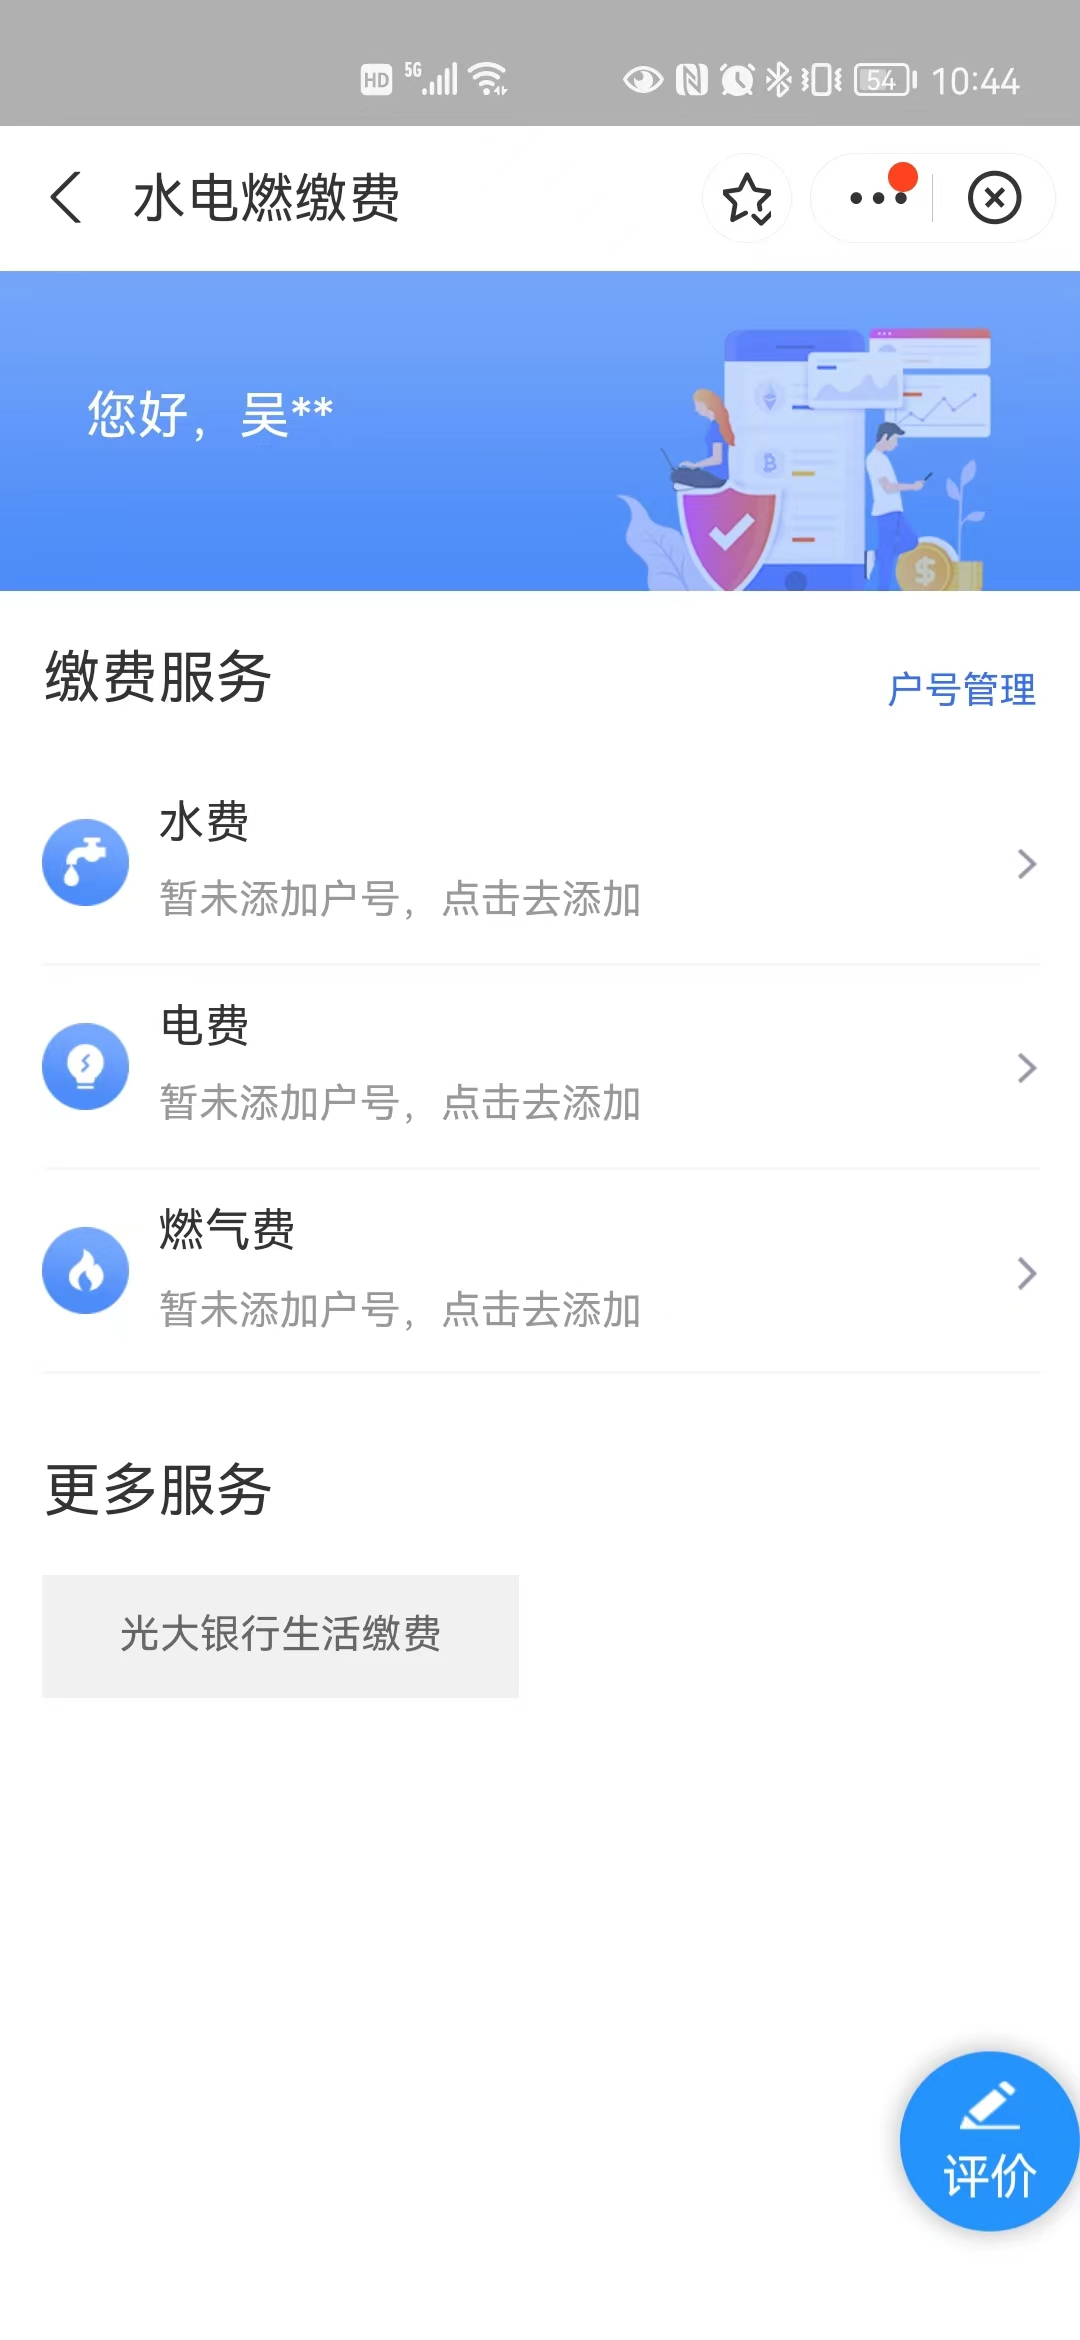 HD 5G 54 10:44
水电燃缴费
您好，吴**
缴费服务
户号管理
水费
暂未添加户号，点击去添加
电费
暂未添加户号，点击去添加
燃气费
暂未添加户号，点击去添加
更多服务
光大银行生活缴费
评价